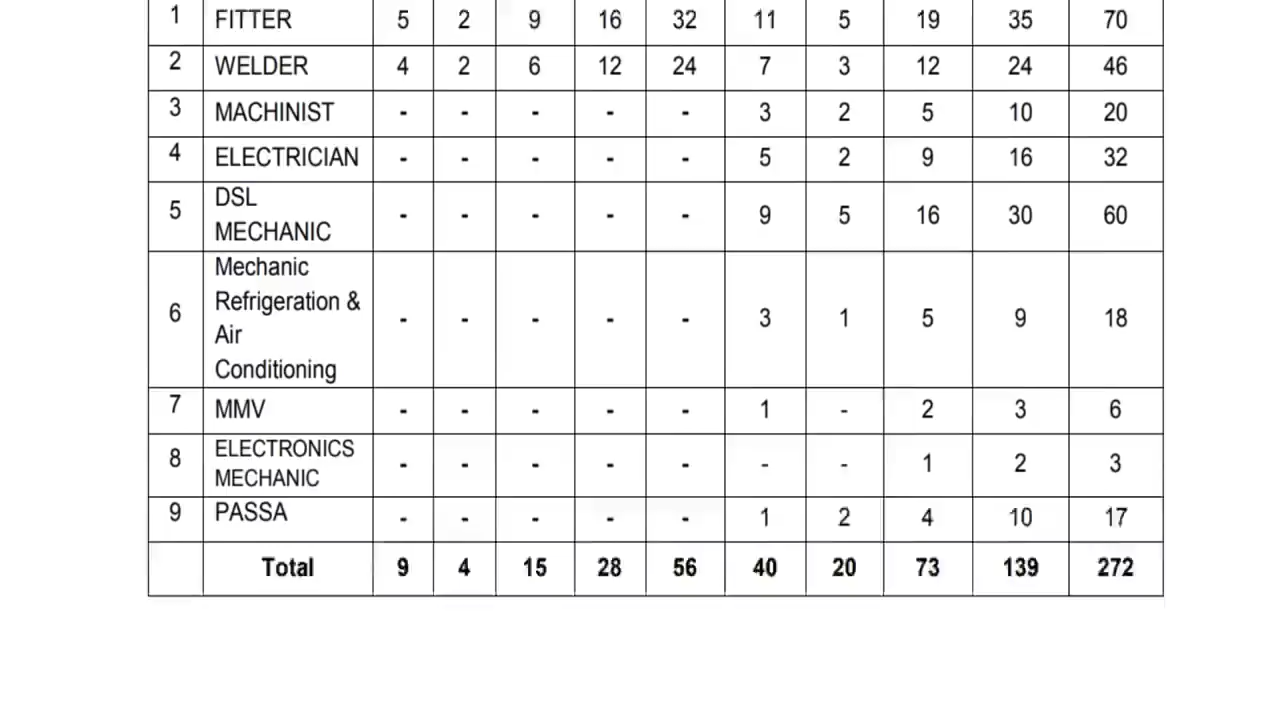 1 FITTER 5 2 9 16 32 11 5 19 35 70
2 WELDER 4 2 6 12 24 7 3 12 24 46
3 MACHINIST - - - - - 3 2 5 10 20
4 ELECTRICIAN - - - - - 5 2 9 16 32
5 DSL
MECHANIC - - - - - 9 5 16 30 60
6 Mechanic
Refrigeration &
Air
Conditioning - - - - - 3 1 5 9 18
7 MMV - - - - - 1 - 2 3 6
8 ELECTRONICS
MECHANIC - - - - - - - 1 2 3
9 PASSA - - - - - 1 2 4 10 17
Total 9 4 15 28 56 40 20 73 139 272